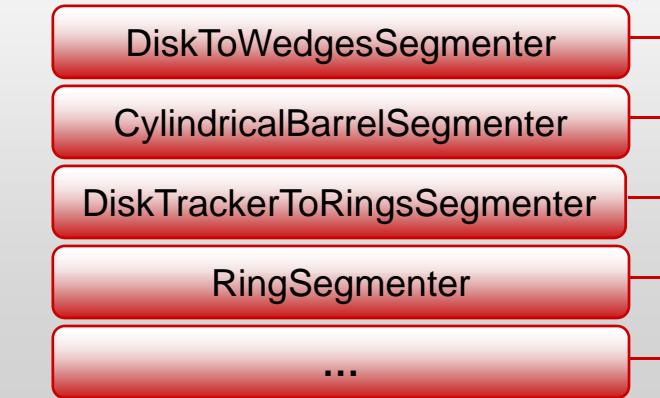 DiskToWedgesSegmenter
CylindricalBarrelSegmenter
DiskTrackerToRingsSegmenter
RingSegmenter
...